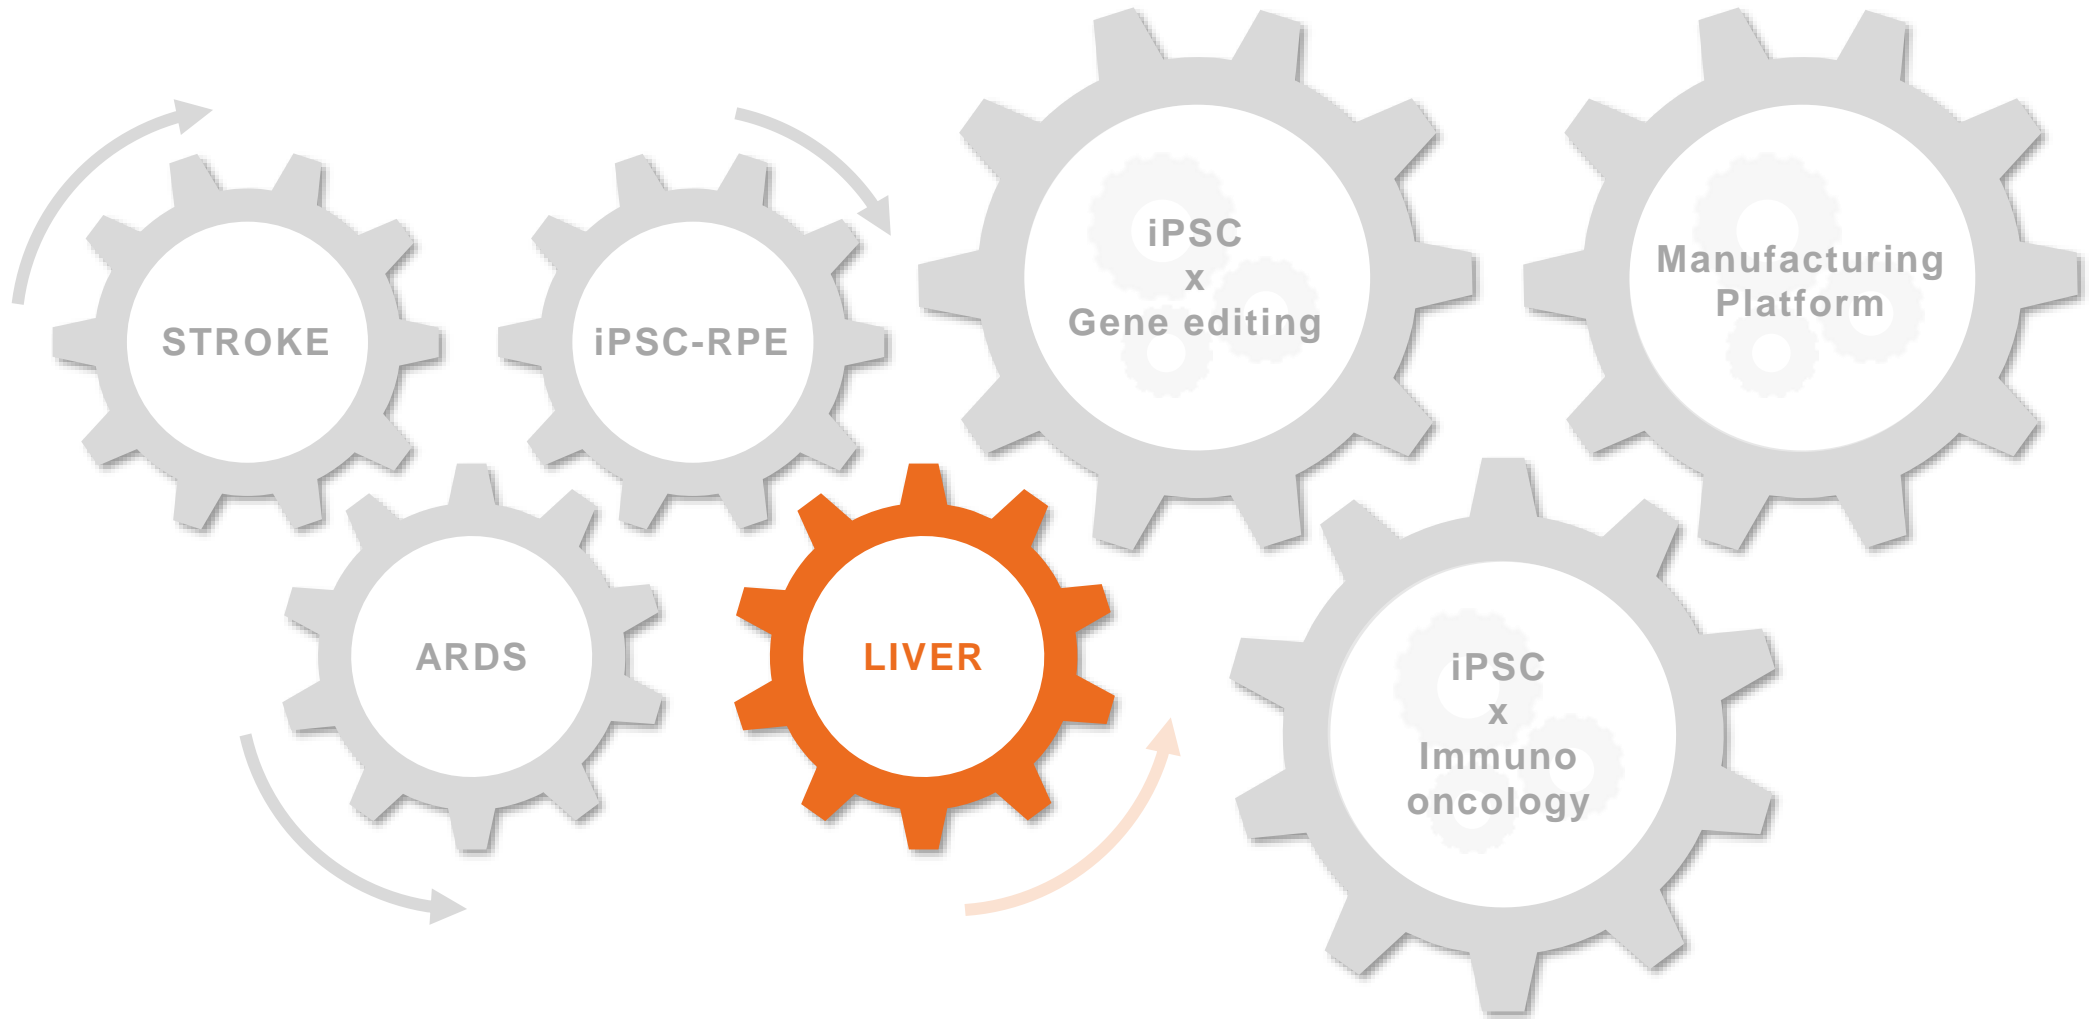 STROKE
iPSC-RPE
iPSC
x
Gene editing
Manufacturing
Platform
ARDS
LIVER
iPSC
x
Immuno
oncology